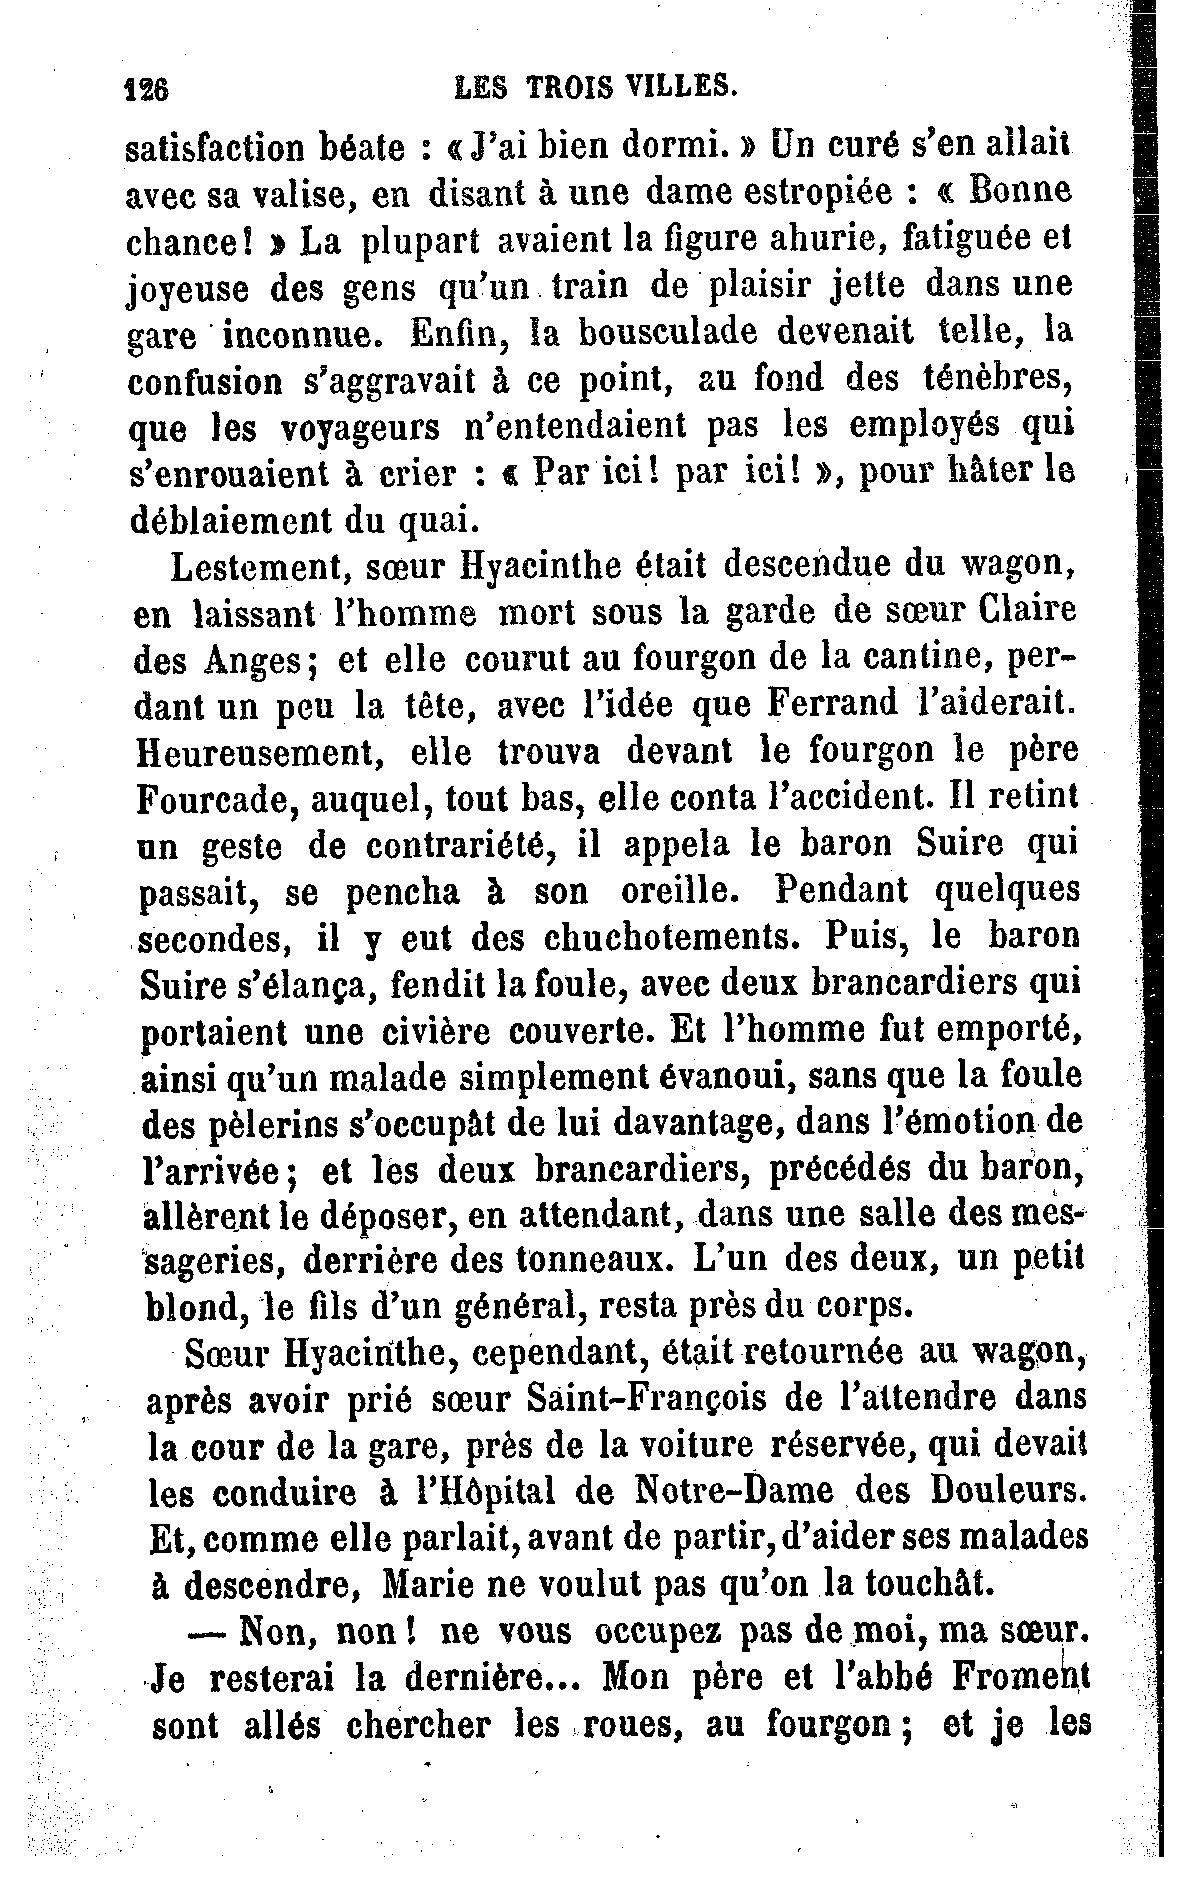 126 LES TROIS VILLES.
satisfaction béate : « J'ai bien dormi. » Un curé s'en allait
avec sa valise, en disant à une dame estropiée : « Bonne
chance! » La plupart avaient la figure ahurie, fatiguée et
joyeuse des gens qu'un train de plaisir jette dans une
gare inconnue. Enfin, la bousculade devenait telle, la
confusion s'aggravait à ce point, au fond des ténèbres,
que les voyageurs n'entendaient pas les employés qui
s'enrouaient à crier : « Par ici! par ici! », pour hâter le
déblaiement du quai.
Lestement, sœur Hyacinthe était descendue du wagon,
en laissant l'homme mort sous la garde de sœur Claire
des Anges; et elle courut au fourgon de la cantine, per-
dant un peu la tête, avec l'idée que Ferrand l'aiderait.
Heureusement, elle trouva devant le fourgon le père
Fourcade, auquel, tout bas, elle conta l'accident. Il retint
un geste de contrariété, il appela le baron Suire qui
passait, se pencha à son oreille. Pendant quelques
secondes, il y eut des chuchotements. Puis, le baron
Suire s'élança, fendit la foule, avec deux brancardiers qui
portaient une civière couverte. Et l'homme fut emporté,
ainsi qu'un malade simplement évanoui, sans que la foule
des pèlerins s'occupât de lui davantage, dans l'émotion de
l'arrivée; et les deux brancardiers, précédés du baron,
allèrent le déposer, en attendant, dans une salle des mes-
sageries, derrière des tonneaux. L'un des deux, un petit
blond, le fils d'un général, resta près du corps.
Sœur Hyacinthe, cependant, était retournée au wagon,
après avoir prié sœur Saint-François de l'attendre dans
la cour de la gare, près de la voiture réservée, qui devait
les conduire à l'Hôpital de Notre-Dame des Douleurs.
Et, comme elle parlait, avant de partir, d'aider ses malades
à descendre, Marie ne voulut pas qu'on la touchât.
— Non, non! ne vous occupez pas de moi, ma sœur.
Je resterai la dernière... Mon père et l'abbé Froment
sont allés chercher les roues, au fourgon; et je les